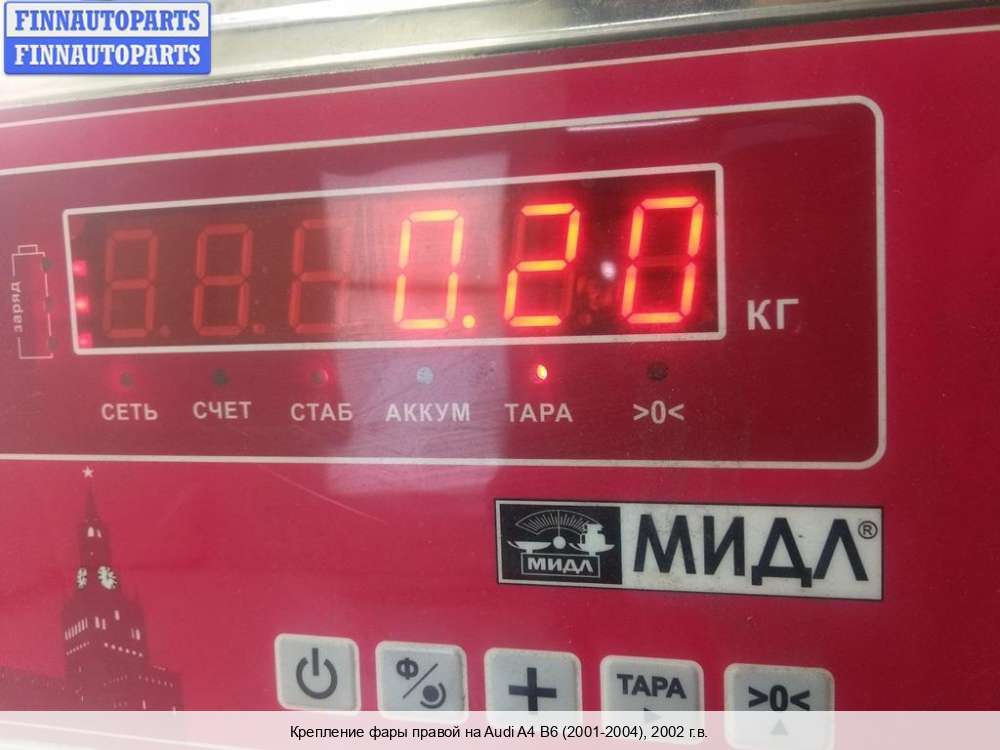 FINNAUTOPARTS
FINNAUTOPARTS
заряд
0.20
КГ
СЕТЬ СЧЕТ СТАБ АККУМ ТАРА >0<
МИДЛ МИДЛ®
Ф/
+
ТАРА
>0<
Крепление фары правой на Audi A4 B6 (2001-2004), 2002 г.в.